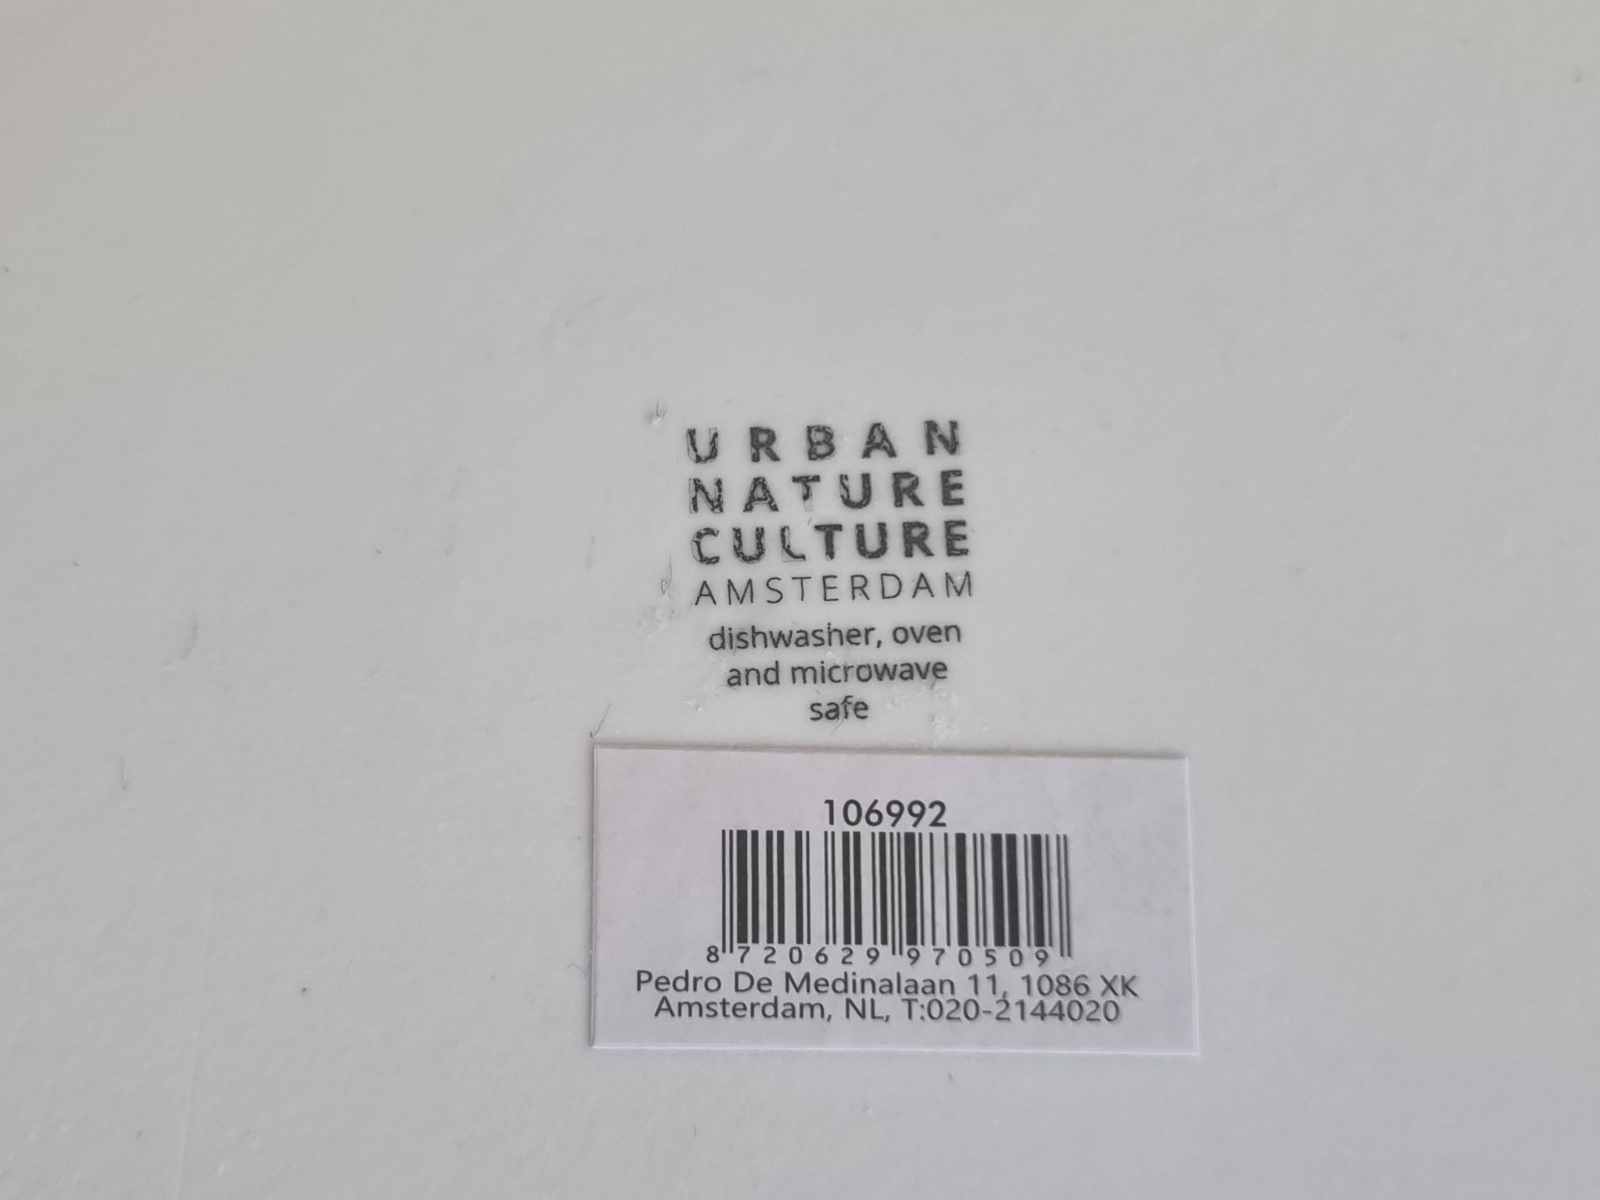 URBAN
NATURE
CULTURE
AMSTERDAM
dishwasher, oven
and microwave
safe
106992
8 720629 970509
Pedro De Medinalaan 11, 1086 XK
Amsterdam, NL, T:020-2144020